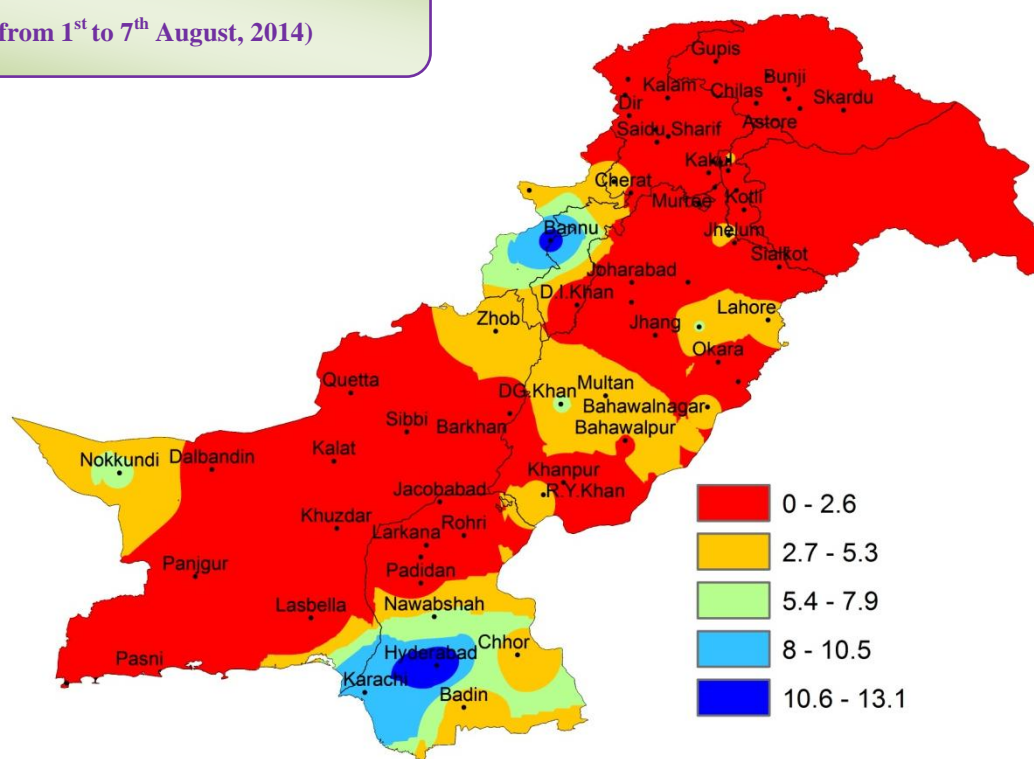 from 1st to 7th August, 2014)
Gupis
Bunji
Kalam
Chilas
Skardu
Dir
Astore
Saidu Sharif
Kakul
Cherat
Murree
Kotli
Bannu
Jhelum
Sialkot
Joharabad
D.I.Khan
Lahore
Zhob
Jhang
Okara
Quetta
DG.Khan
Multan
Bahawalnagar
Sibbi
Barkhan
Bahawalpur
Kalat
Nokkundi
Dalbandin
Khanpur
R.Y.Khan
Jacobabad
0 - 2.6
Khuzdar
Larkana
Rohri
2.7 - 5.3
Panjgur
Padidan
Lasbella
Nawabshah
5.4 - 7.9
Chhor
Hyderabad
8 - 10.5
Pasni
Karachi
Badin
10.6 - 13.1